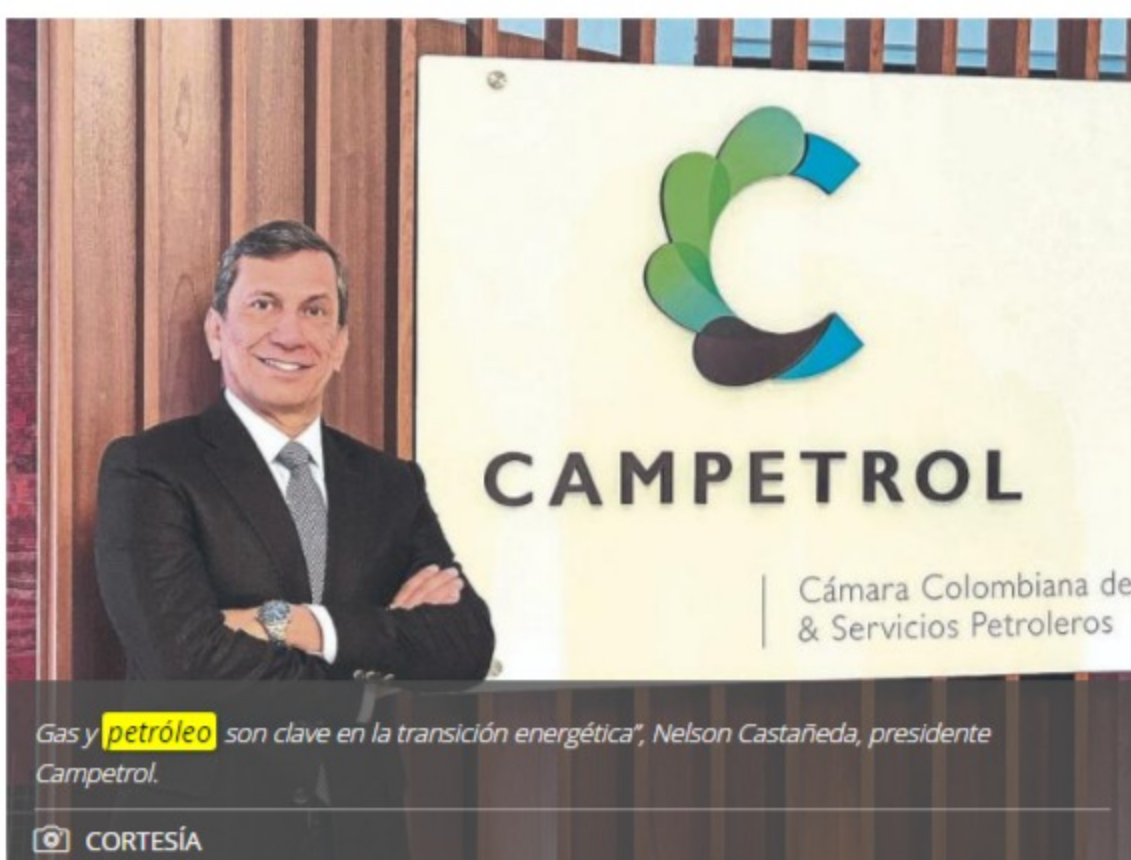 CAMPETROL
Cámara Colombiana de
& Servicios Petroleros
Gas y petróleo son clave en la transición energética”, Nelson Castañeda, presidente
Campetrol.
CORTESÍA